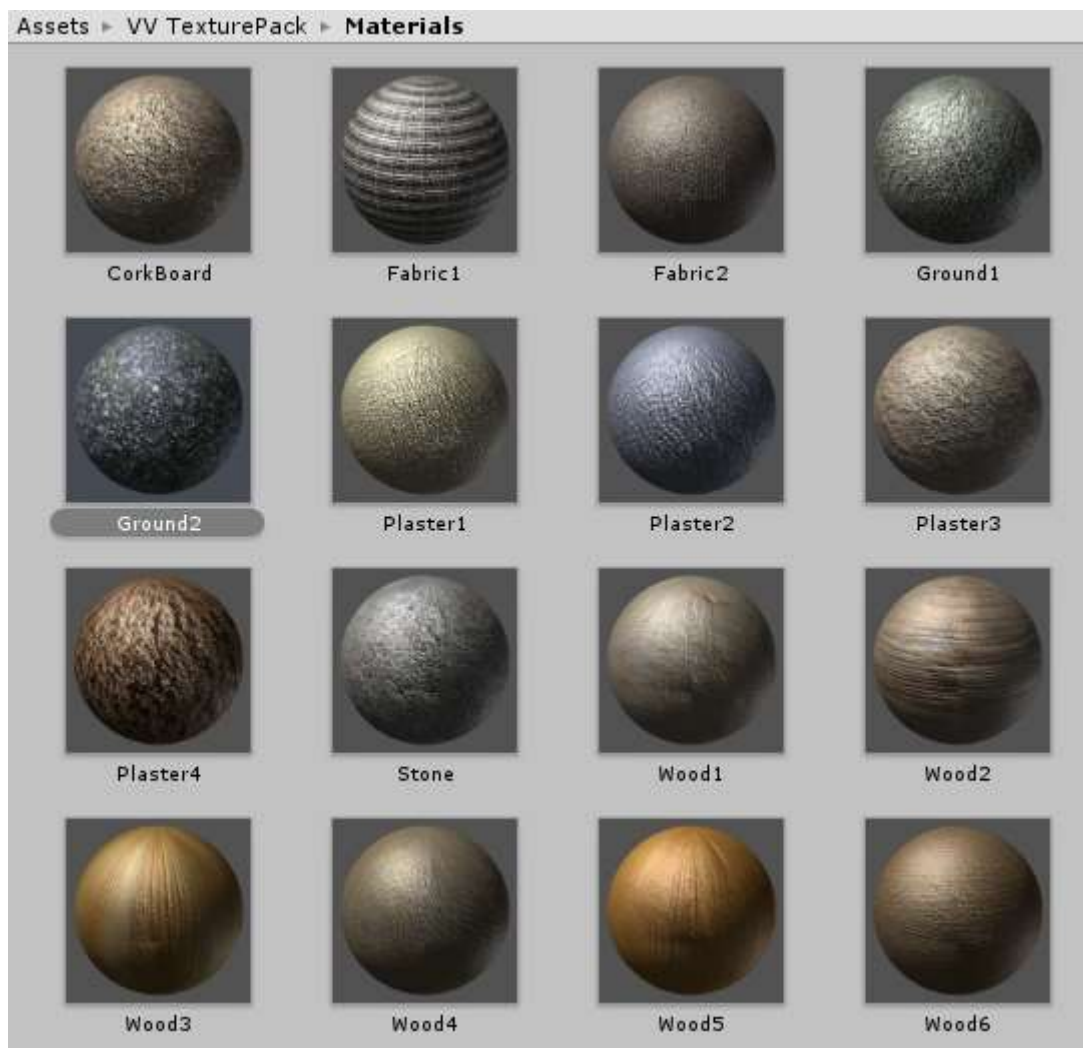 Assets ▸ VV TexturePack ▸ Materials
CorkBoard Fabric1 Fabric2 Ground1
Ground2 Plaster1 Plaster2 Plaster3
Plaster4 Stone Wood1 Wood2
Wood3 Wood4 Wood5 Wood6